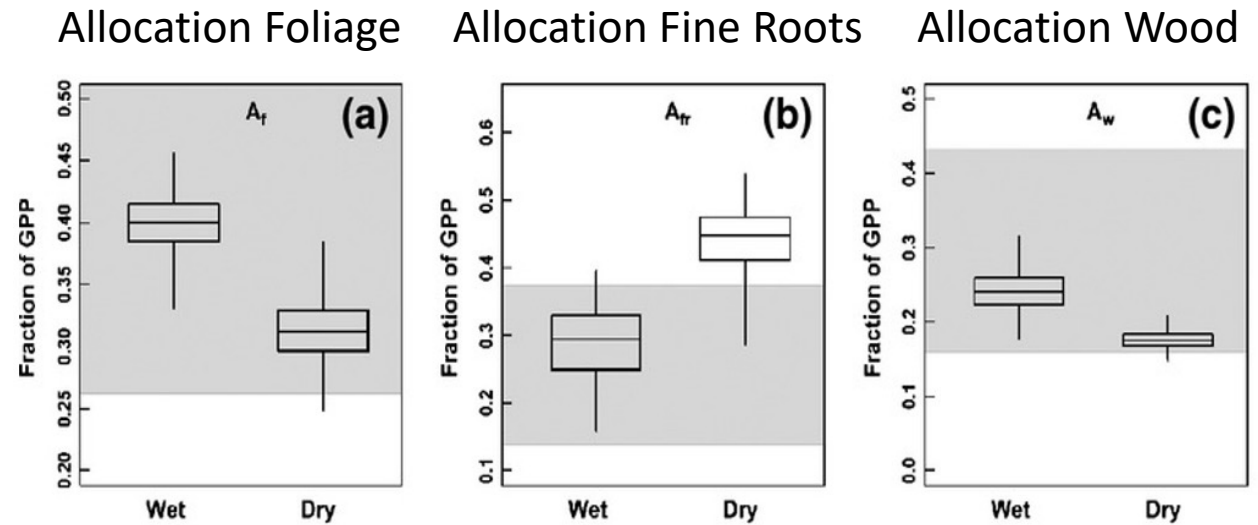 Allocation Foliage
Allocation Fine Roots
Allocation Wood
A_f
(a)
Fraction of GPP
0.50
0.45
0.40
0.35
0.30
0.25
0.20
Wet
Dry
A_fr
(b)
Fraction of GPP
0.6
0.5
0.4
0.3
0.2
0.1
Wet
Dry
A_w
(c)
Fraction of GPP
0.5
0.4
0.3
0.2
0.1
0.0
Wet
Dry